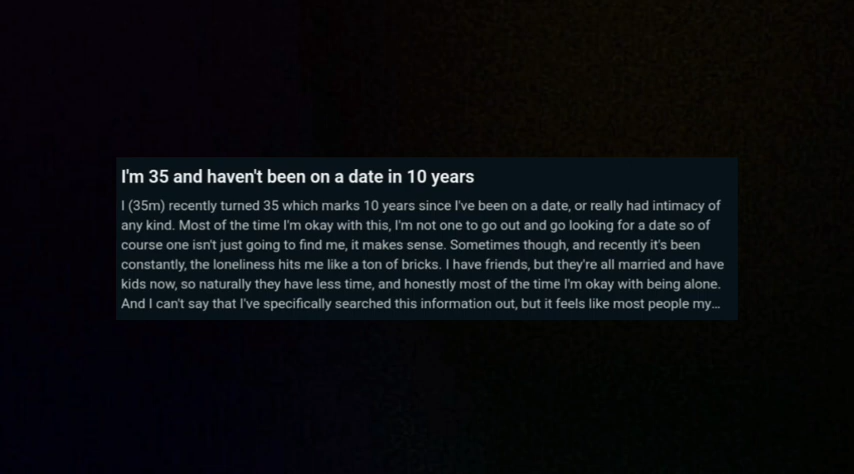 I'm 35 and haven't been on a date in 10 years
I (35m) recently turned 35 which marks 10 years since I've been on a date, or really had intimacy of
any kind. Most of the time I'm okay with this, I'm not one to go out and go looking for a date so of
course one isn't just going to find me, it makes sense. Sometimes though, and recently it's been
constantly, the loneliness hits me like a ton of bricks. I have friends, but they're all married and have
kids now, so naturally they have less time, and honestly most of the time I'm okay with being alone.
And I can't say that I've specifically searched this information out, but it feels like most people my...